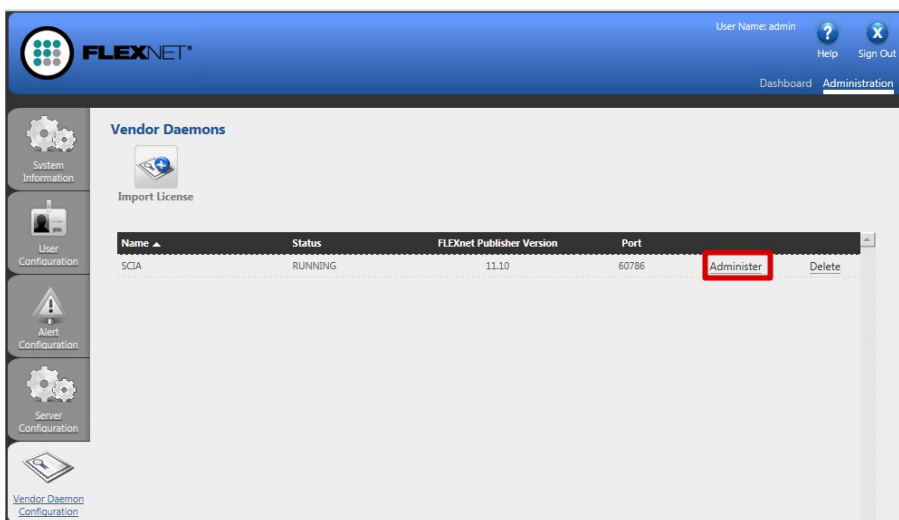 User Name: admin
FLEXNET®
?
Help
X
Sign Out
Dashboard Administration
System
Information
User
Configuration
Alert
Configuration
Server
Configuration
Vendor Daemon
Configuration
Vendor Daemons
Import License
Name Status FLEXnet Publisher Version Port
SCIA RUNNING 11.10 60786 Administer Delete